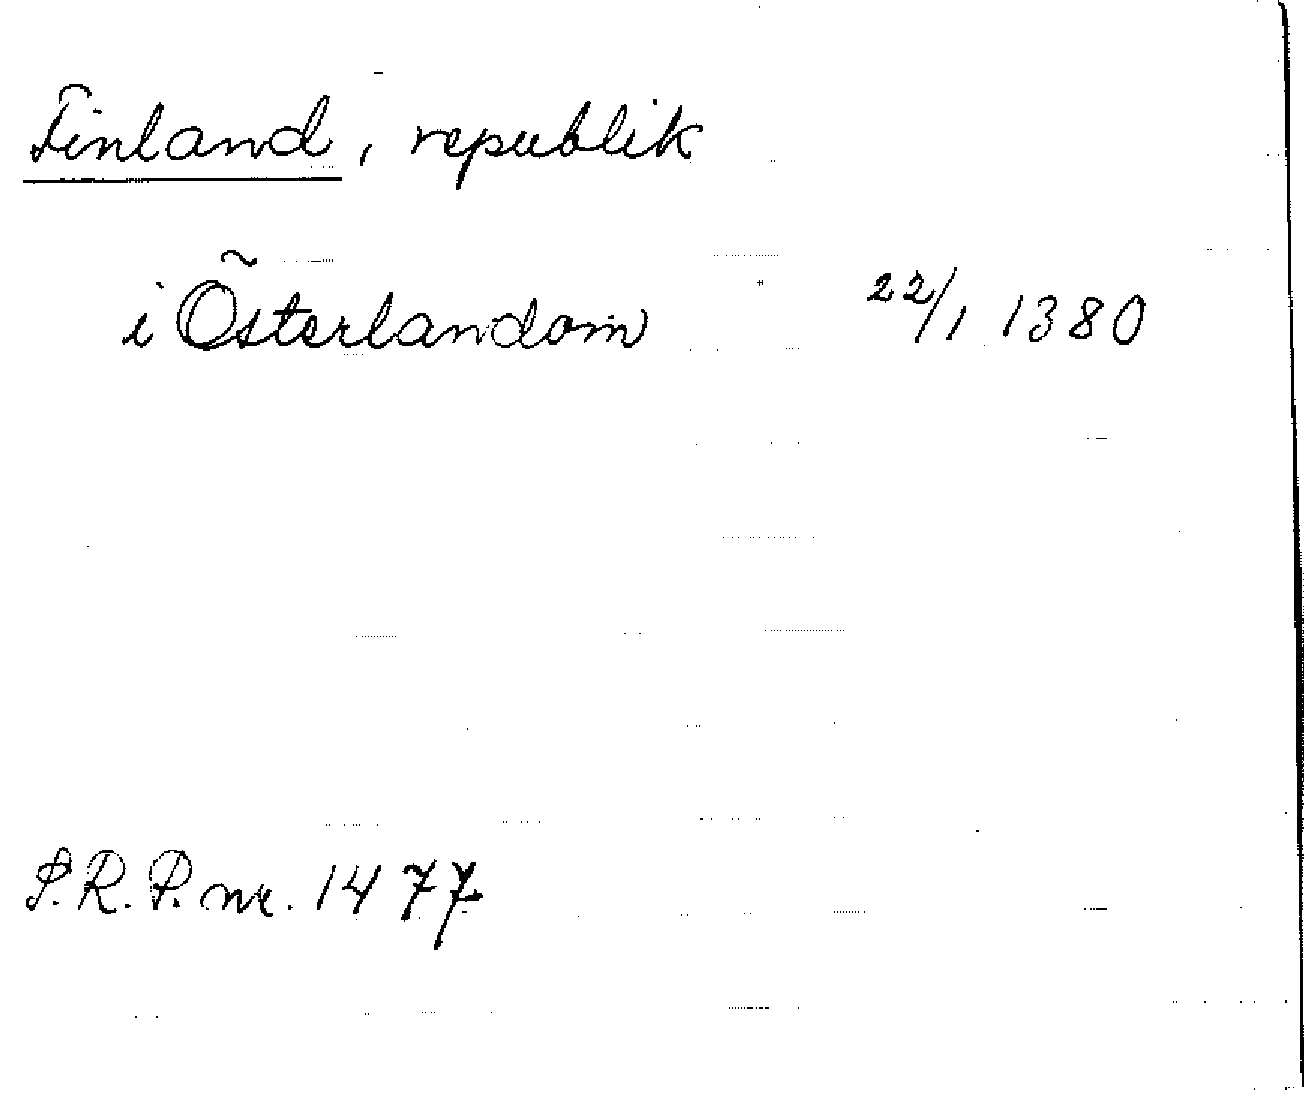 Finland, republik
i Österlandom 22/1 1380
S.R.P. nr. 1477